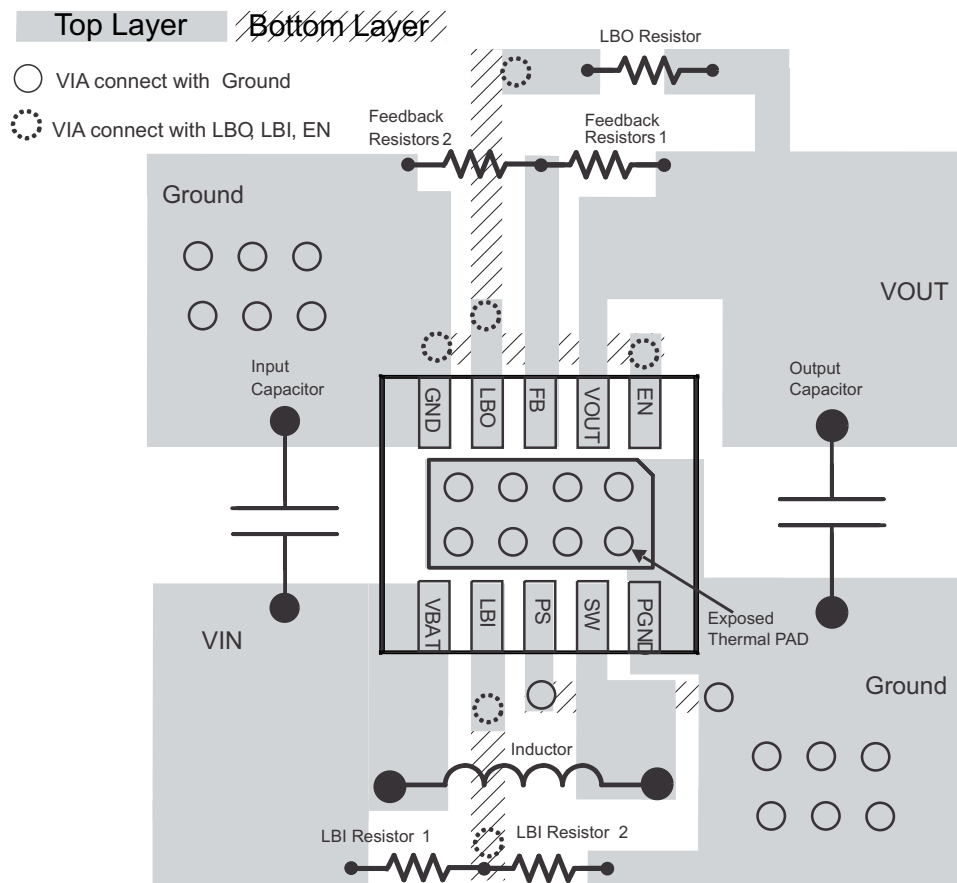 Top Layer
Bottom Layer
LBO Resistor
VIA connect with Ground
VIA connect with LBO, LBI, EN
Feedback
Resistors 2
Feedback
Resistors 1
Ground
VOUT
Input
Capacitor
Output
Capacitor
GND
LBO
FB
VOUT
EN
VBAT
LBI
PS
SW
PGND
Exposed
Thermal PAD
VIN
Ground
Inductor
LBI Resistor 1
LBI Resistor 2